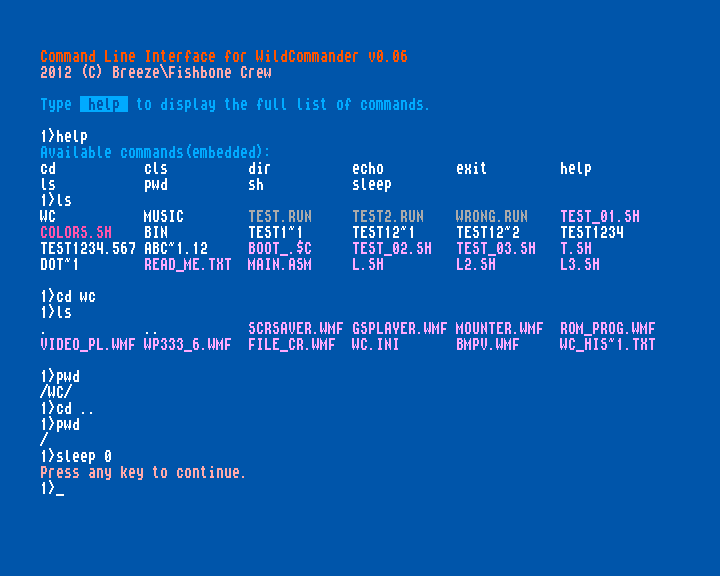 Command Line Interface for WildCommander v0.06
2012 (C) Breeze\Fishbone Crew
Type help to display the full list of commands.
1}help
Available commands(embedded):
cd cls dir echo exit help
ls pwd sh sleep
1}ls
WC MUSIC TEST.RUN TEST2.RUN WRONG.RUN TEST_01.SH
COLORS.SH BIN TEST1~1 TEST12~1 TEST12~2 TEST1234
TEST1234.567 ABC~1.12 BOOT_.$C TEST_02.SH TEST_03.SH T.SH
DOT~1 READ_ME.TXT MAIN.ASM L.SH L2.SH L3.SH
1}cd wc
1}ls
. .. SCRSAVER.WMF GSPLAYER.WMF MOUNTER.WMF ROM_PROG.WMF
VIDEO_PL.WMF WP333_6.WMF FILE_CR.WMF WC.INI BMPV.WMF WC_HIS~1.TXT
1}pwd
/WC/
1}cd ..
1}pwd
/
1}sleep 0
Press any key to continue.
1}_